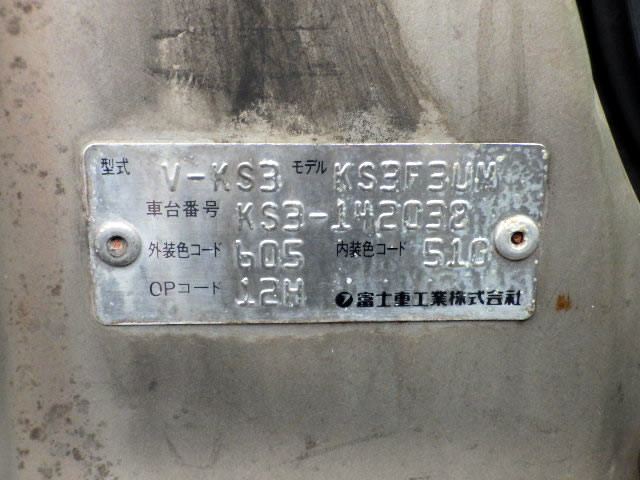 型式 V-KS3 モデル KS3F3UM
車台番号 KS3-142038
外装色コード 605 内装色コード 51G
OPコード 12H 富士重工業株式会社